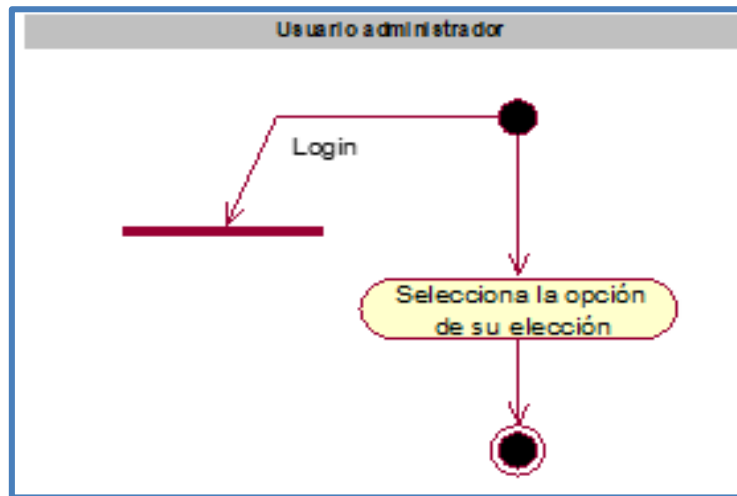 Usuario administrador
Login
Selecciona la opción
de su elección